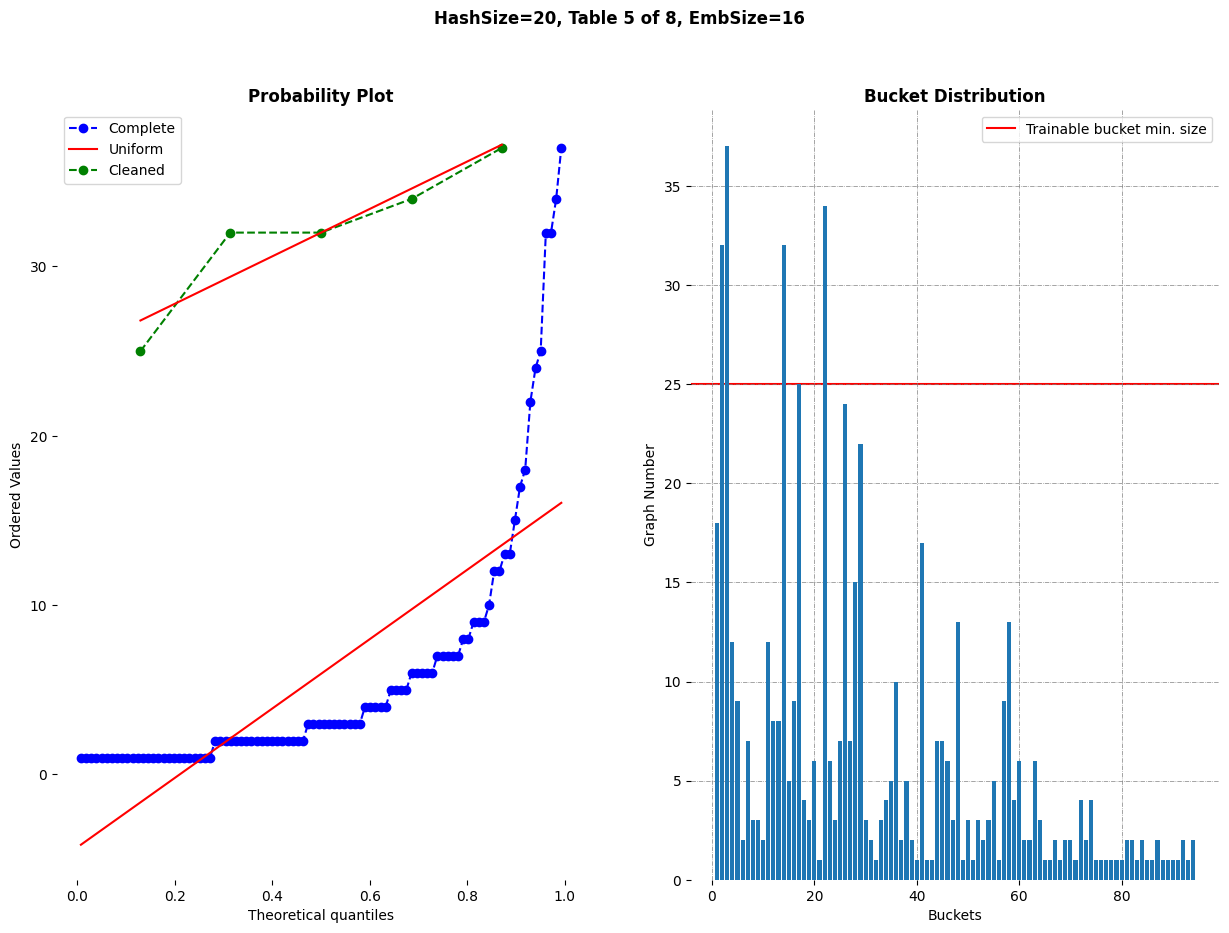 HashSize=20, Table 5 of 8, EmbSize=16
Probability Plot
Complete
Uniform
Cleaned
Ordered Values
30
20
10
0
0.0 0.2 0.4 0.6 0.8 1.0
Theoretical quantiles
Bucket Distribution
Trainable bucket min. size
Graph Number
35
30
25
20
15
10
5
0
0 20 40 60 80
Buckets